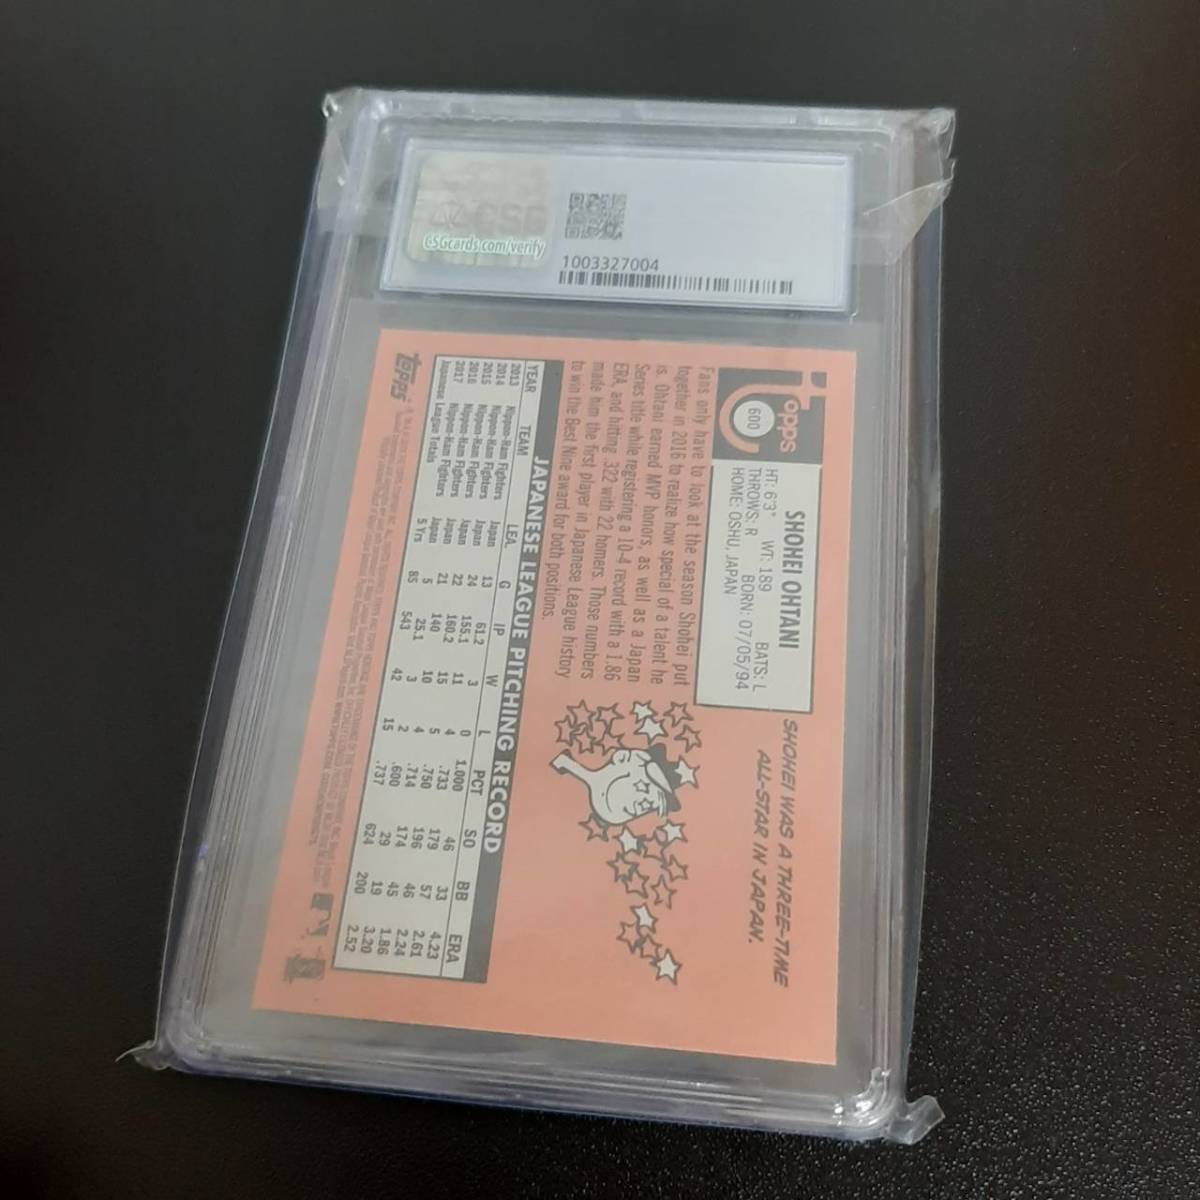 CSGcards.com/verify
1003327004
topps
600
SHOHEI OHTANI
HT: 6'3" WT: 189 BATS: L
THROWS: R BORN: 07/05/94
HOME: OSHU, JAPAN
SHOHEI WAS A THREE-TIME
ALL-STAR IN JAPAN.
Fans only have to look at the season Shohei put
together in 2016 to realize how special of a talent he
is. Ohtani earned MVP honors, as well as a Japan
Series title while registering a 10-4 record with a 1.86
ERA, and hitting .322 with 22 homers. Those numbers
made him the first player in Japanese League history
to win the Best Nine award for both positions.
JAPANESE LEAGUE PITCHING RECORD
YEAR TEAM LEA. G IP W L PCT SO BB ERA
2013 Nippon-Ham Fighters Japan 13 61.2 3 0 1.000 46 33 4.23
2014 Nippon-Ham Fighters Japan 24 155.1 11 4 .733 179 57 2.61
2015 Nippon-Ham Fighters Japan 22 160.2 15 5 .750 196 46 2.24
2016 Nippon-Ham Fighters Japan 21 140 10 4 .714 174 45 1.86
2017 Nippon-Ham Fighters Japan 5 25.1 3 2 .600 29 19 3.20
Japanese League Totals 5 Yrs 85 543 42 15 .737 624 200 2.52
topps